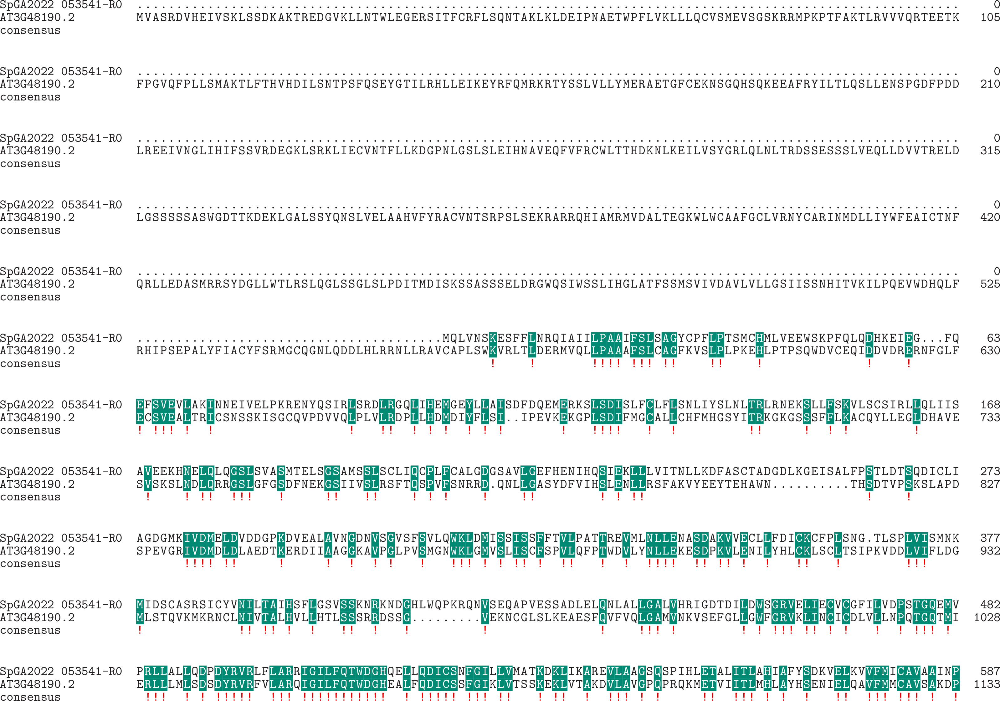 SpGA2022 053541-R0 ......................................................................................................... 0
AT3G48190.2 MVASRDVHEIVSKLSSDKAKTREDGVKLLNTWLEGERSITFCRFLSQNTAKLKLDEIPNAETWPFLVKLLLQCVSMEVSGSKRRMPKPTFAKTLRVVVQRTEETK 105
consensus
SpGA2022 053541-R0 ......................................................................................................... 0
AT3G48190.2 FPGVQFPLLSMAKTLFTHVHDILSNTPSFQSEYGTILRHLLEIKEYRFQMRKRTYSSLVLLYMERAETGFCEKNSGQHSQKEEAFRYILTLQSLLENSPGDFPDD 210
consensus
SpGA2022 053541-R0 ......................................................................................................... 0
AT3G48190.2 LREEIVNGLIHIFSSVRDEGKLSRKLIECVNTFLLKDGPNLGSLSLEIHNAVEQFVFRCWLTTHDKNLKEILVSYGRLQLNLTRDSSESSSLVEQLLDVVTRELD 315
consensus
SpGA2022 053541-R0 ......................................................................................................... 0
AT3G48190.2 LGSSSSSASWGDTTKDEKLGALSSYQNSLVELAAHVFYRACVNTSRPSLSEKRARRQHIAMRMVDALTEGKWLWCAAFGCLVRNYCARINMDLLIYWFEAICTNF 420
consensus
SpGA2022 053541-R0 ......................................................................................................... 0
AT3G48190.2 QRLLEDASMRRSYDGLLWTLRSLQGLSSGLSLPDITMDISKSSASSSELDRGWQSIWSSLIHGLATFSSMSVIVDAVLVLLGSIISSNHITVKILPQEVWDHQLF 525
consensus
SpGA2022 053541-R0 .......................................MQLVNSKESFFLNRQIAIILPAAIFSLSAGYCPFLPTSMCHMLVEEWSKPFQLQDHKEIEG...FQ 63
AT3G48190.2 RHIPSEPALYFIACYFSRMGCQGNLQDDLHLRRNLLRAVCAPLSWKVRLTLDERMVQLLPAAAFSLCAGFKVSLPLPKEHLPTPSQWDVCEQIDDVDRERNFGLF 630
consensus ! ! !!!! !!! !! !! ! ! !
SpGA2022 053541-R0 EFSVEVLAKINNEIVELPKRENYQSIRLSRDLRGQLIHEMGEYLLAISDFDQEMERKSLSDISLFCLFLSNLIYSLNLTRLRNEKSLLFSKVLSCSIRLLQLIIS 168
AT3G48190.2 ECSVEALTRICSNSSKISGCQVPDVVQLPLVLRDPLLHDMDIYFLSI..IPEVKEKGPLSDIFMGCALLCHFMHGSYITRKGKGSSSFFLKACQYLLEGLDHAVE 733
consensus ! !!! ! ! ! !! ! ! ! ! ! ! ! !!!! ! ! !! ! ! ! !
SpGA2022 053541-R0 AVEEKHNELQLQGSLSVASMTELSGSAMSSLSCLIQCPLFCALGDGSAVLGEFHENIHQSIEKLLLVITNLLKDFASCTADGDLKGEISALFPSTLDTSQDICLI 273
AT3G48190.2 SVSKSLNDLQRRGSLGFGSDFNEKGSIIVSLRSFTQSPVFSNRRD.QNLLGASYDFVIHSLENLLRSFAKVYEEYTEHAWN..........THSDTVPSKSLAPD 827
consensus ! ! !! !!! ! !! !! ! ! ! ! !! ! ! !! ! !
SpGA2022 053541-R0 AGDGMKIVDMELDVDDGPKDVEALAVNGDNVSGVSFSVLQWKLDMISSISSFFTVLPATTREVMLNLLENASDAKVVECLLFDICKCFPLSNG.TLSPLVISMNK 377
AT3G48190.2 SPEVGRIVDMDLDLAEDTKERDIIAAGGKAVPGLPVSMGNWKLGMVSLISCFSPVLQFPTWDVLYNLLEKESDPKVLENILYHLCKLSCLTSIPKVDDLVIFLDG 932
consensus !!!! !! ! ! ! ! ! ! !!! ! ! !! ! !! ! ! !!!! !! !! ! ! !! ! !!!
SpGA2022 053541-R0 MIDSCASRSICYVNILTAIHSFLGSVSSKNRKNDGHLWQPKRQNVSEQAPVESSADLELQNLALLGALVHRIGDTDILDWSGRVELIECVCGFILVDPSTGQEMV 482
AT3G48190.2 MLSTQVKMKRNCLNIVTALHVLLHTLSSSRRDSSG.........VEKNCGLSLKEAESFQVFVQLGAMVNKVSEFGLLGWFGRVKLINCICDLVLLNPQTGQTMI 1028
consensus ! !! !! ! ! !! ! ! ! ! !!! ! ! ! !!! !! ! ! ! ! !!! !
SpGA2022 053541-R0 PRLLALLQDPDYRVRLFLARRIGILFQTWDGHQELLQDICSNFGILLVMATKDKLIKAREVLAAGSQSPIHLETALITLAHIAFYSDKVELKVVFMICAVAAINP 587
AT3G48190.2 ERLLLMLSDSDYRVRFVLARQIGILFQTWDGHEALFQDICSSFGIKLVTSSKEKLVTAKDVLAVGPQPRQKMETVIITLMHLAYHSENIELQAVFMMCAVSAKDP 1133
consensus !!! ! ! !!!!! !!! !!!!!!!!!!! ! !!!!! !!! !! ! !! ! !!! ! ! !! !!! ! ! ! !! !!! !!! ! !